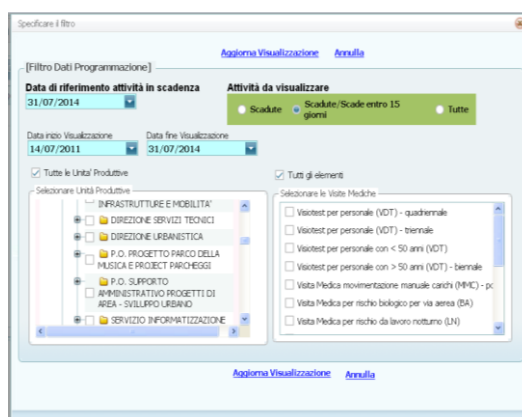 Specificare il filtro
Aggiorna Visualizzazione Annulla
[Filtro Dati Programmazione]
Data di riferimento attività in scadenza
31/07/2014
Attività da visualizzare
Scadute
Scadute/Scade entro 15 giorni
Tutte
Data inizio Visualizzazione
14/07/2011
Data fine Visualizzazione
31/07/2014
Tutte le Unita' Produttive
Selezionare Unità Produttive
INFRASTRUTTURE E MOBILITA'
DIREZIONE SERVIZI TECNICI
DIREZIONE URBANISTICA
P.O. PROGETTO PARCO DELLA
MUSICA E PROJECT PARCHEGGI
P.O. SUPPORTO
AMMINISTRATIVO PROGETTI DI
AREA - SVILUPPO URBANO
SERVIZIO INFORMATIZZAZIONE
Tutti gli elementi
Selezionare le Visite Mediche
Visiotest per personale (VDT) - quadriennale
Visiotest per personale (VDT) - triennale
Visiotest per personale con < 50 anni (VDT)
Visiotest per personale con > 50 anni (VDT) - biennale
Visita Medica movimentazione manuale carichi (MMC) - po
Visita Medica per rischio biologico per via aerea (BA)
Visita Medica per rischio da lavoro notturno (LN)
Aggiorna Visualizzazione Annulla